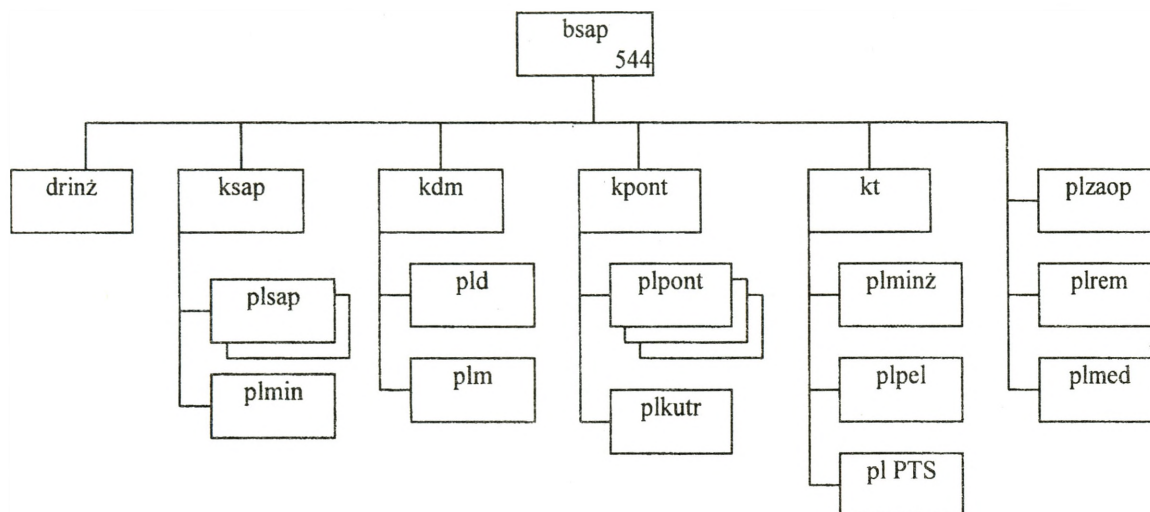 bsap
544
drinż
ksap
kdm
kpont
kt
plzaop
plsap
pld
plpont
plminż
plrem
plmin
plm
plkutr
plpel
plmed
pl PTS